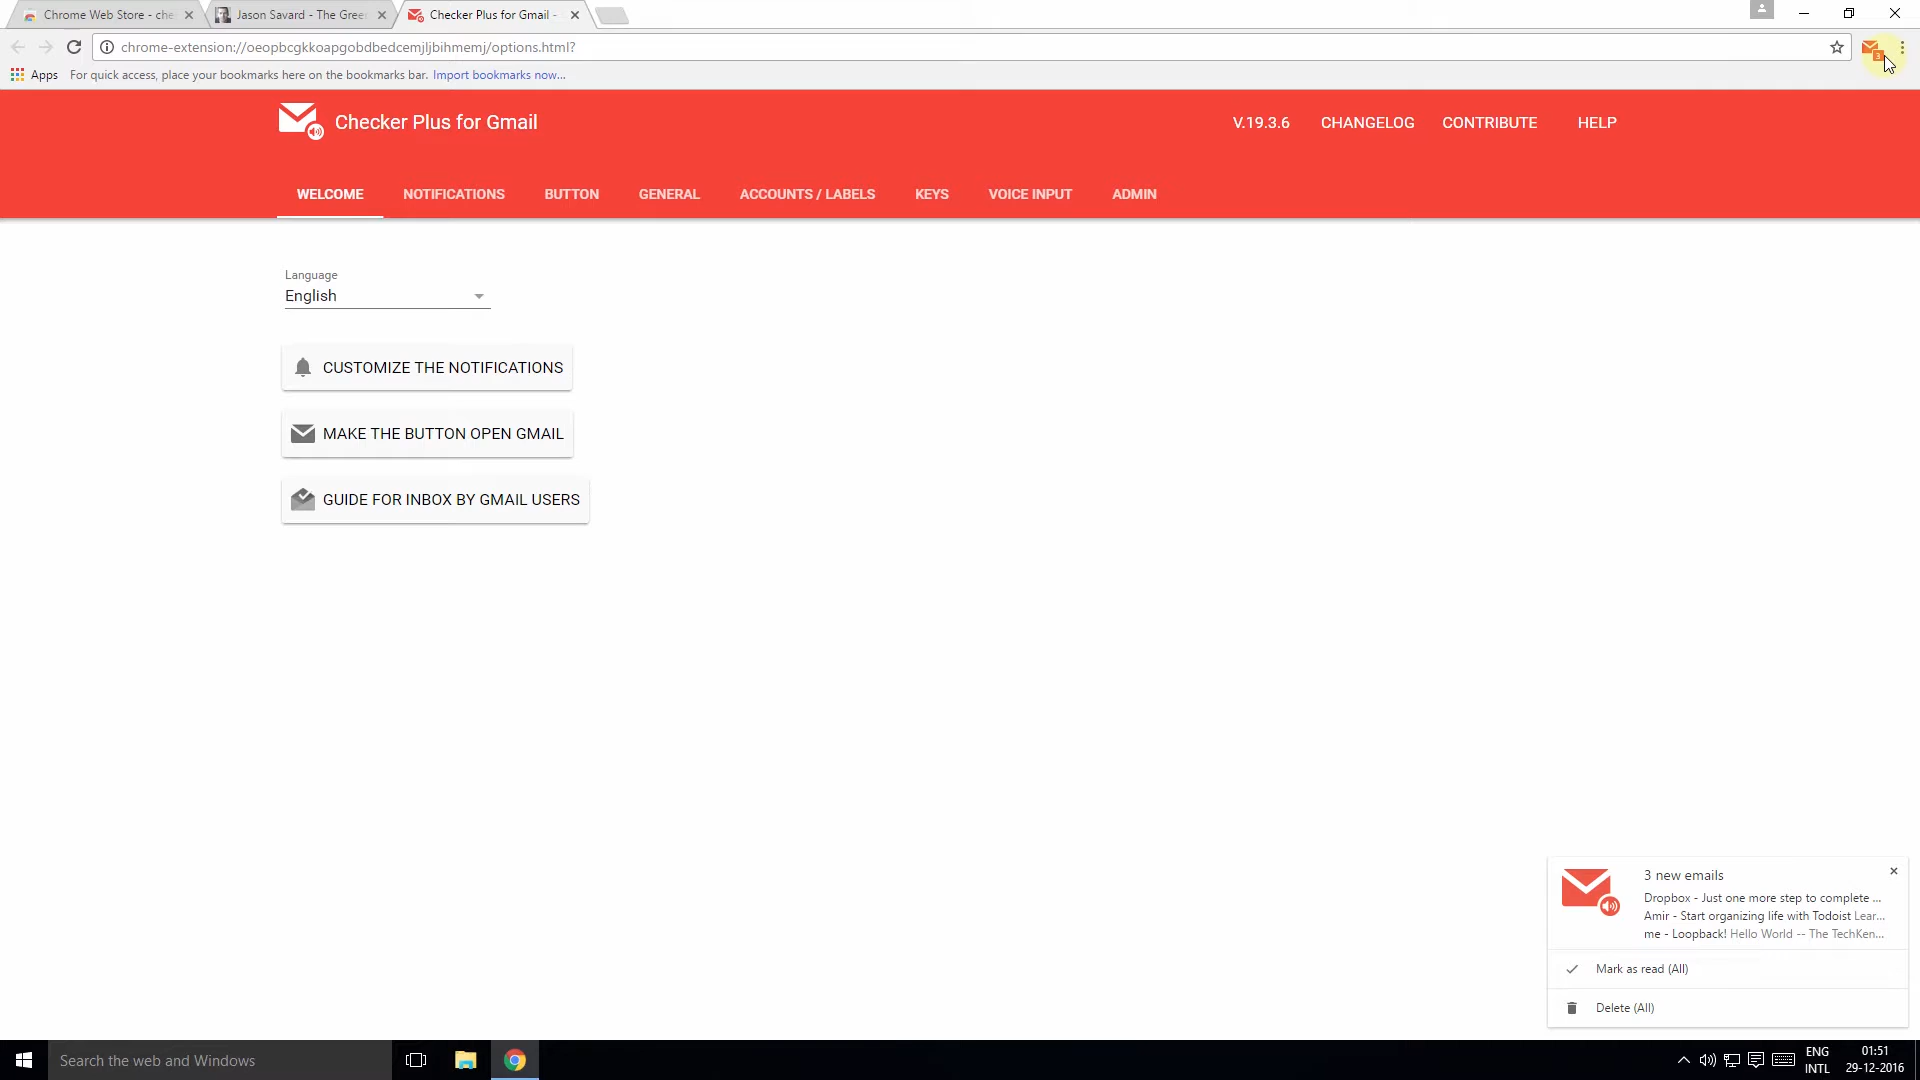 Chrome Web Store - che
Jason Savard - The Gree
Checker Plus for Gmail -
chrome-extension://oeopbcgkkoapgobdbedcemjljbihmemj/options.html?
3
Apps
For quick access, place your bookmarks here on the bookmarks bar. Import bookmarks now...
Checker Plus for Gmail
V.19.3.6
CHANGELOG
CONTRIBUTE
HELP
WELCOME
NOTIFICATIONS
BUTTON
GENERAL
ACCOUNTS / LABELS
KEYS
VOICE INPUT
ADMIN
Language
English
CUSTOMIZE THE NOTIFICATIONS
MAKE THE BUTTON OPEN GMAIL
GUIDE FOR INBOX BY GMAIL USERS
3 new emails
Dropbox - Just one more step to complete ...
Amir - Start organizing life with Todoist Lear...
me - Loopback! Hello World -- The TechKen...
Mark as read (All)
Delete (All)
Search the web and Windows
ENG
INTL
01:51
29-12-2016